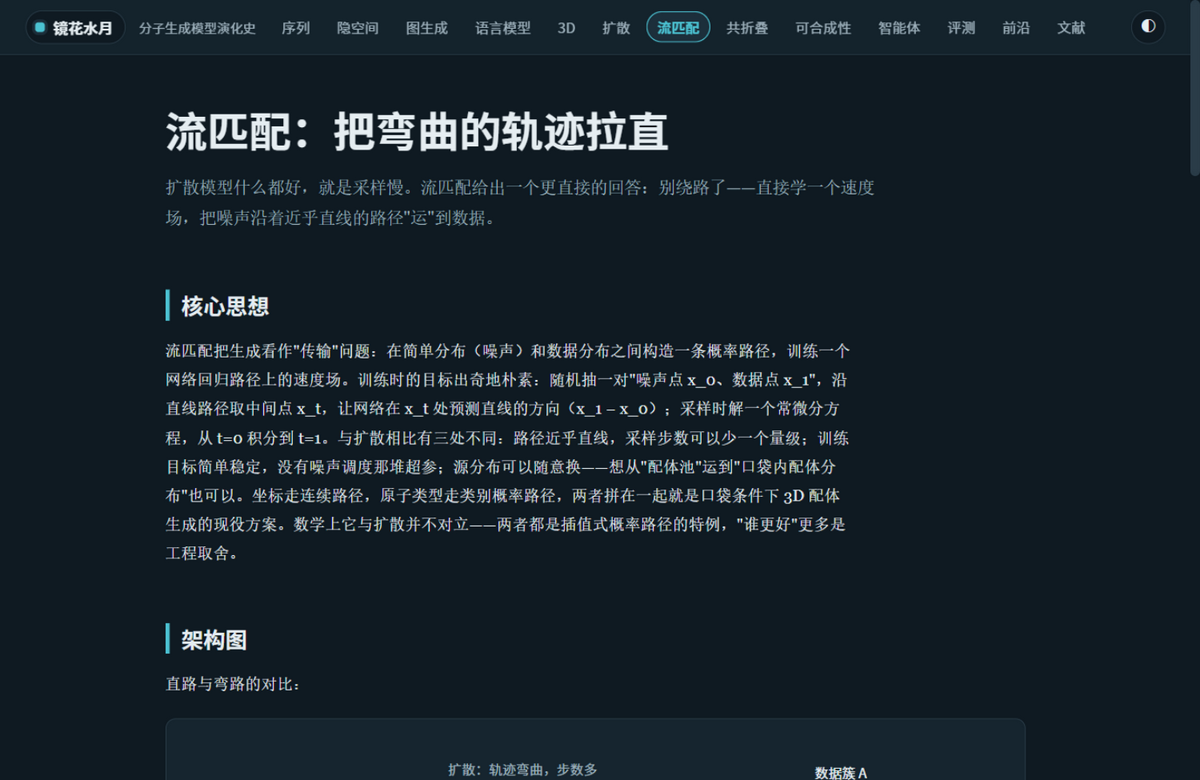 镜花水月 分子生成模型演化史 序列 隐空间 图生成 语言模型 3D 扩散 流匹配 共折叠 可合成性 智能体 评测 前沿 文献
流匹配：把弯曲的轨迹拉直
扩散模型什么都好，就是采样慢。流匹配给出一个更直接的回答：别绕路了——直接学一个速度
场，把噪声沿着近乎直线的路径"运"到数据。
核心思想
流匹配把生成看作"传输"问题：在简单分布（噪声）和数据分布之间构造一条概率路径，训练一个
网络回归路径上的速度场。训练时的目标出奇地朴素：随机抽一对"噪声点 x_0、数据点 x_1"，沿
直线路径取中间点 x_t，让网络在 x_t 处预测直线的方向（x_1 – x_0）；采样时解一个常微分方
程，从 t=0 积分到 t=1。与扩散相比有三处不同：路径近乎直线，采样步数可以少一个量级；训练
目标简单稳定，没有噪声调度那堆超参；源分布可以随意换——想从"配体池"运到"口袋内配体分
布"也可以。坐标走连续路径，原子类型走类别概率路径，两者拼在一起就是口袋条件下 3D 配体
生成的现役方案。数学上它与扩散并不对立——两者都是插值式概率路径的特例，"谁更好"更多是
工程取舍。
架构图
直路与弯路的对比：
扩散：轨迹弯曲，步数多
数据簇 A